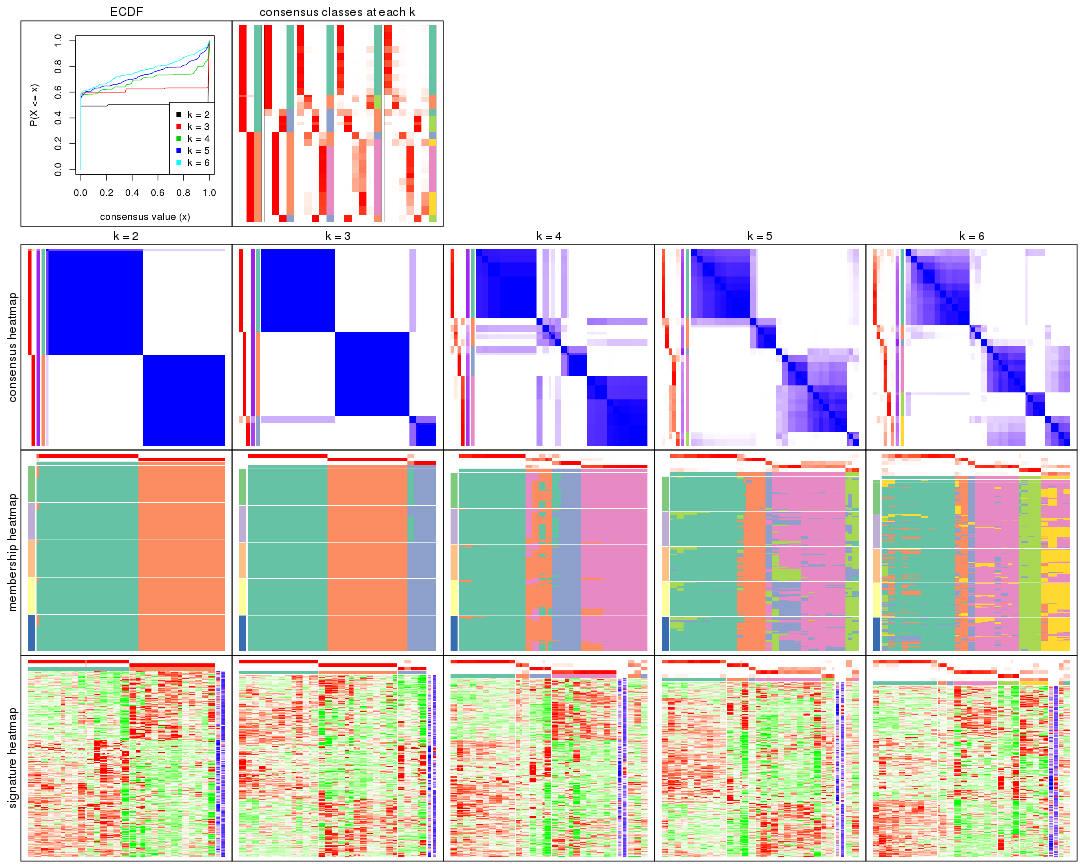 ECDF
consensus classes at each k
P(X <= x)
0.0 0.2 0.4 0.6 0.8 1.0
k = 2
k = 3
k = 4
k = 5
k = 6
0.0 0.2 0.4 0.6 0.8 1.0
consensus value (x)
k = 2
k = 3
k = 4
k = 5
k = 6
consensus heatmap
membership heatmap
signature heatmap